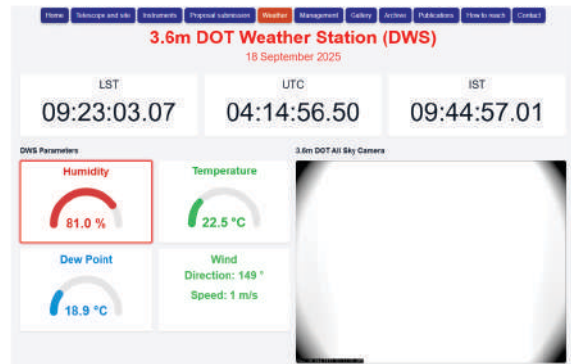 Home Telescope and site Instruments Proposal submission Weather Management Gallery Archive Publications How to reach Contact
3.6m DOT Weather Station (DWS)
18 September 2025
LST UTC IST
09:23:03.07 04:14:56.50 09:44:57.01
DWS Parameters 3.6m DOT All Sky Camera
Humidity Temperature
81.0 % 22.5 °C
Dew Point Wind
Direction: 149 °
Speed: 1 m/s
18.9 °C